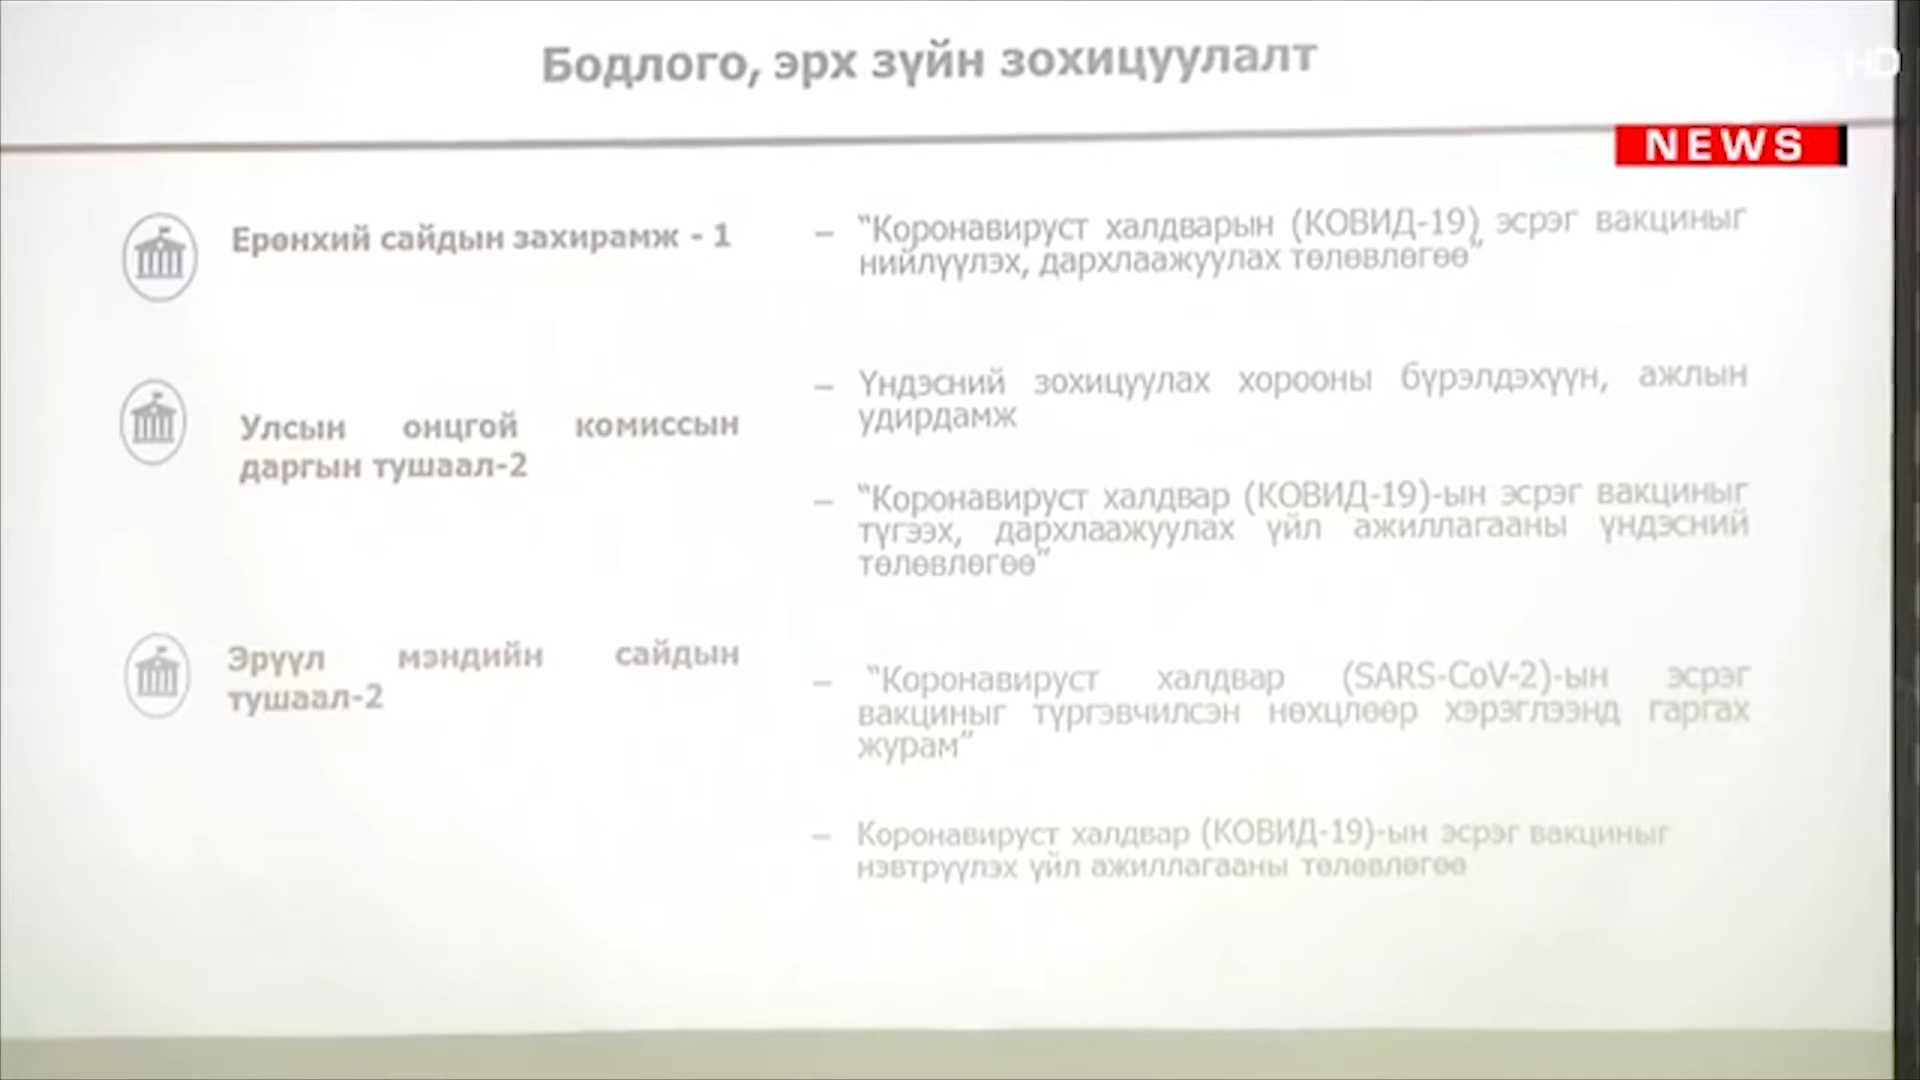 Бодлого, эрх зүйн зохицуулалт
HD
NEWS
Ерөнхий сайдын захирамж - 1
– “Коронавируст халдварын (КОВИД-19) эсрэг вакциныг
нийлүүлэх, дархлаажуулах төлөвлөгөө”
Улсын онцгой комиссын
даргын тушаал-2
– Үндэсний зохицуулах хорооны бүрэлдэхүүн, ажлын
удирдамж
– “Коронавируст халдвар (КОВИД-19)-ын эсрэг вакциныг
түгээх, дархлаажуулах үйл ажиллагааны үндэсний
төлөвлөгөө”
Эрүүл мэндийн сайдын
тушаал-2
– “Коронавируст халдвар (SARS-CoV-2)-ын эсрэг
вакциныг түргэвчилсэн нөхцлөөр хэрэглээнд гаргах
журам”
– Коронавируст халдвар (КОВИД-19)-ын эсрэг вакциныг
нэвтрүүлэх үйл ажиллагааны төлөвлөгөө